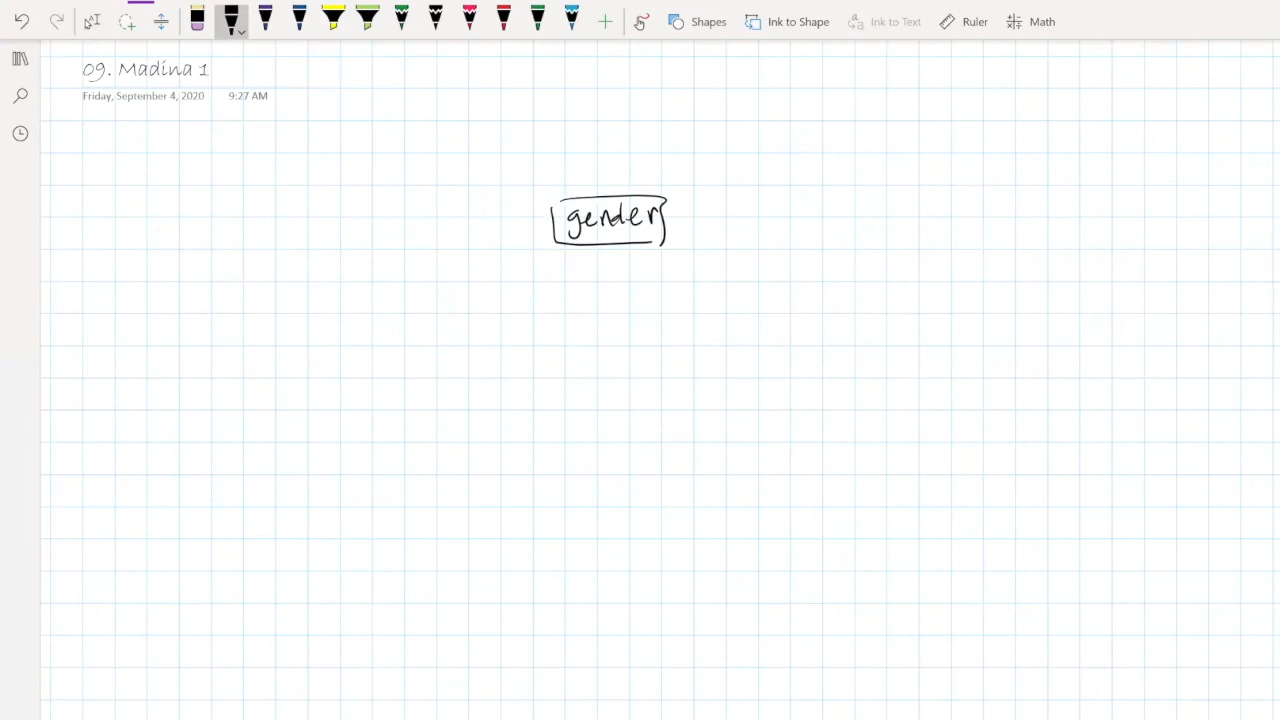 Shapes
Ink to Shape
Ink to Text
Ruler
Math
09. Madina 1
Friday, September 4, 2020 9:27 AM
gender